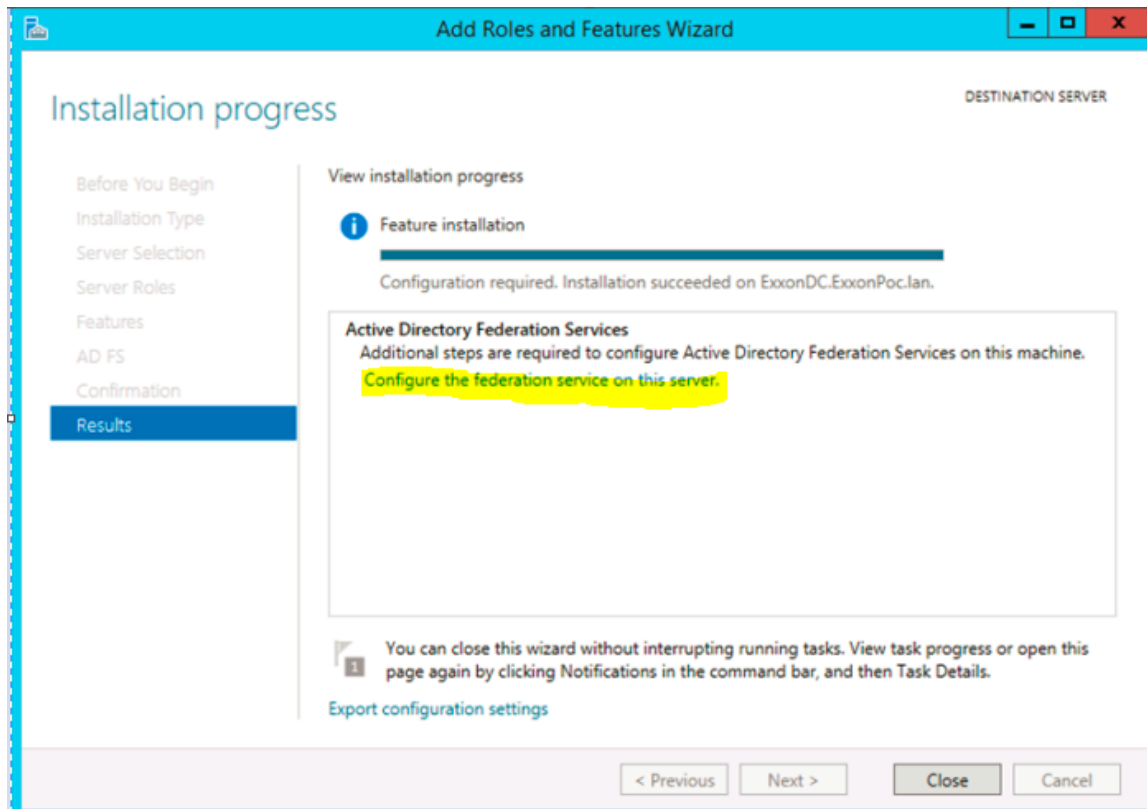 Add Roles and Features Wizard
Installation progress
DESTINATION SERVER
Before You Begin
Installation Type
Server Selection
Server Roles
Features
AD FS
Confirmation
Results
View installation progress
Feature installation
Configuration required. Installation succeeded on ExxonDC.ExxonPoc.lan.
Active Directory Federation Services
Additional steps are required to configure Active Directory Federation Services on this machine.
Configure the federation service on this server.
1
You can close this wizard without interrupting running tasks. View task progress or open this
page again by clicking Notifications in the command bar, and then Task Details.
Export configuration settings
< Previous
Next >
Close
Cancel